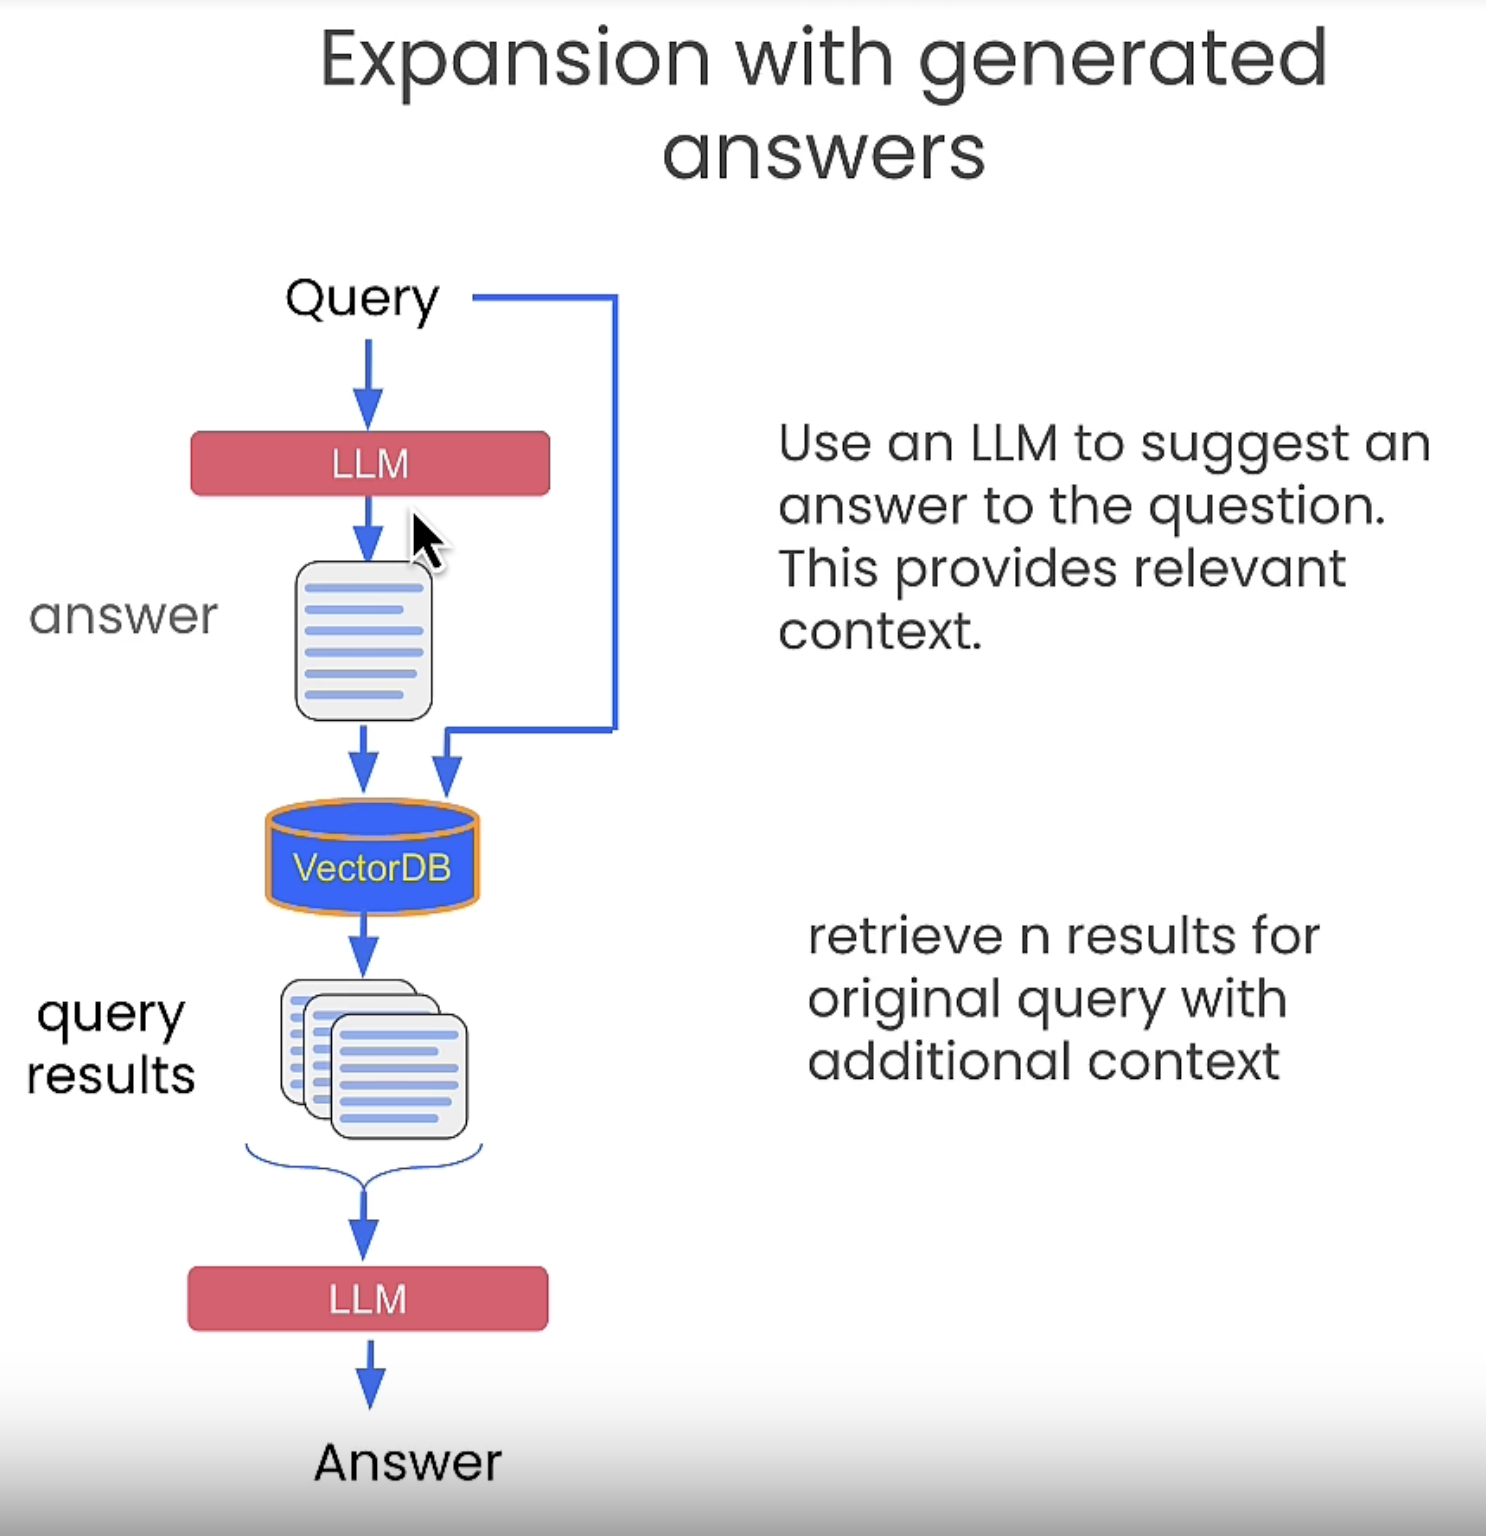 Expansion with generated
answers
Query
LLM
Use an LLM to suggest an
answer to the question.
This provides relevant
context.
answer
VectorDB
retrieve n results for
original query with
additional context
query
results
LLM
Answer